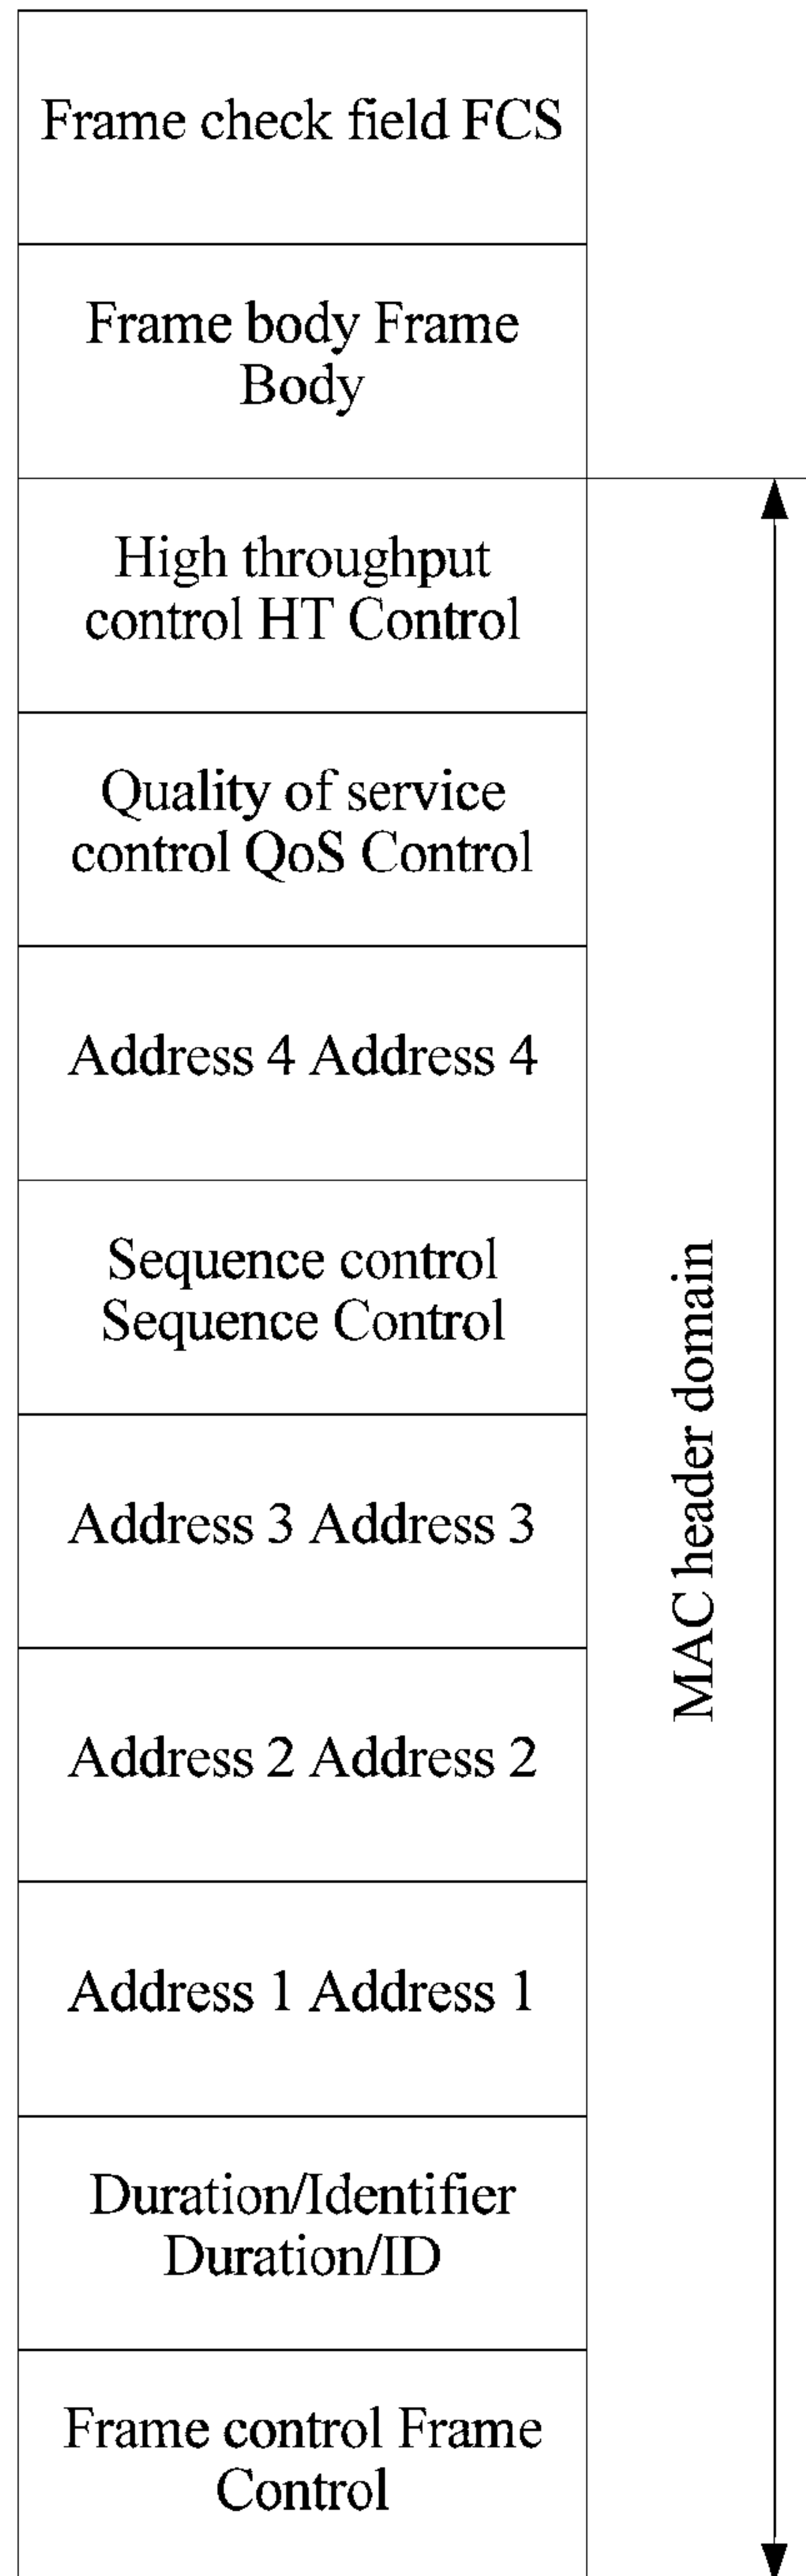 Frame check field FCS
Frame body Frame
Body
High throughput
control HT Control
Quality of service
control QoS Control
Address 4 Address 4
Sequence control
Sequence Control
Address 3 Address 3
Address 2 Address 2
Address 1 Address 1
Duration/Identifier
Duration/ID
Frame control Frame
Control
MAC header domain